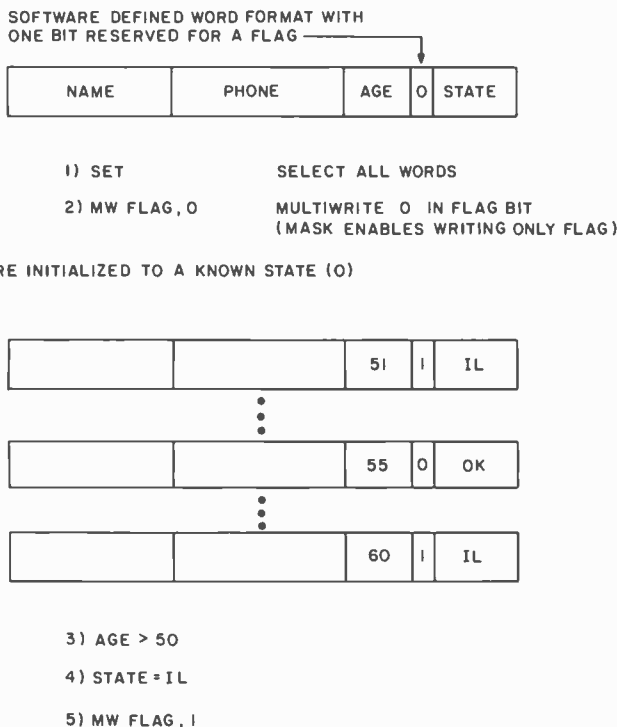 SOFTWARE DEFINED WORD FORMAT WITH
ONE BIT RESERVED FOR A FLAG
NAME PHONE AGE 0 STATE
1) SET SELECT ALL WORDS
2) MW FLAG, 0 MULTIWRITE 0 IN FLAG BIT
(MASK ENABLES WRITING ONLY FLAG)
RE INITIALIZED TO A KNOWN STATE (0)
51 1 IL
55 0 OK
60 1 IL
3) AGE > 50
4) STATE = IL
5) MW FLAG, 1